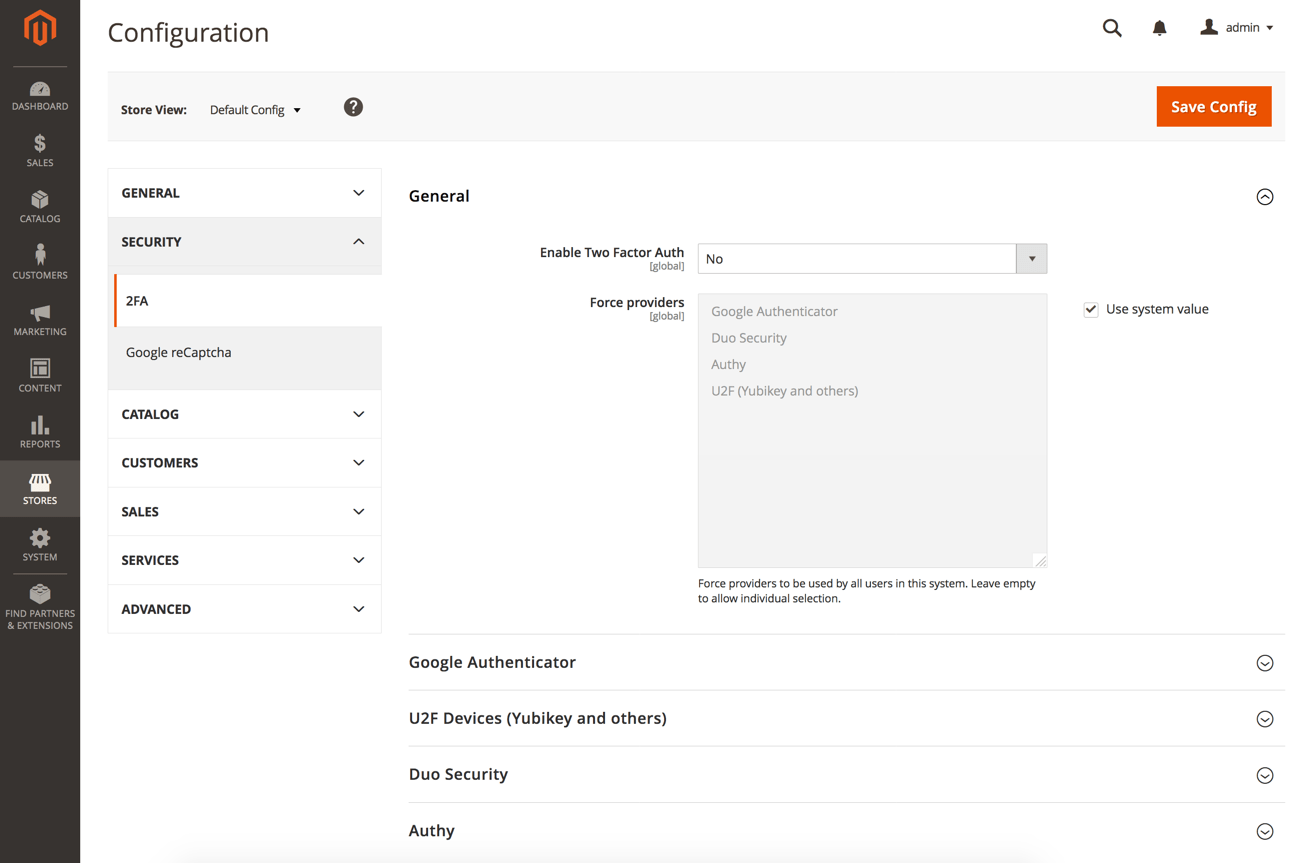 Configuration
admin
DASHBOARD
SALES
CATALOG
CUSTOMERS
MARKETING
CONTENT
REPORTS
STORES
SYSTEM
FIND PARTNERS
& EXTENSIONS
Store View: Default Config ?
Save Config
GENERAL
SECURITY
2FA
Google reCaptcha
CATALOG
CUSTOMERS
SALES
SERVICES
ADVANCED
General
Enable Two Factor Auth
[global]
No
Force providers
[global]
Google Authenticator
Duo Security
Authy
U2F (Yubikey and others)
Use system value
Force providers to be used by all users in this system. Leave empty
to allow individual selection.
Google Authenticator
U2F Devices (Yubikey and others)
Duo Security
Authy